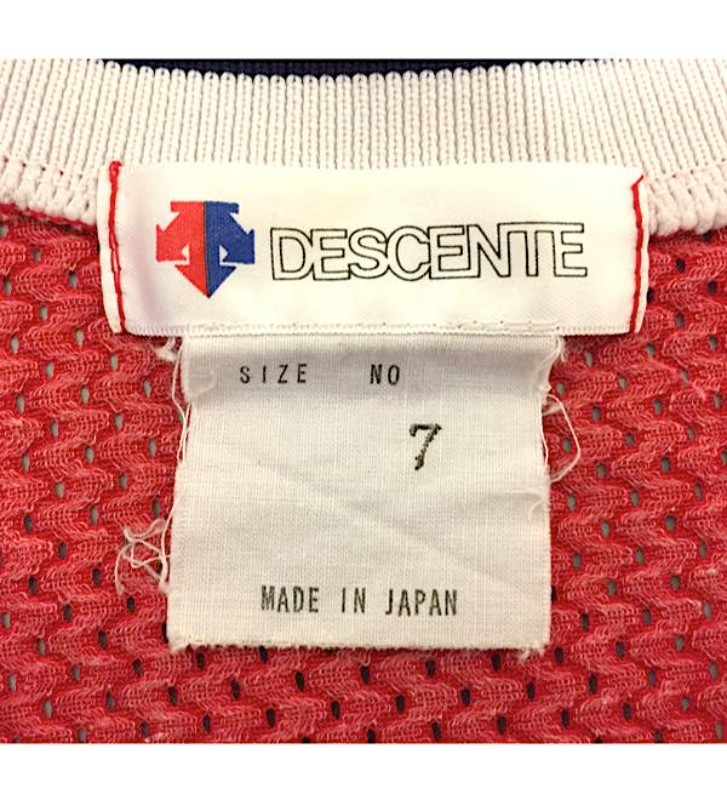 DESCENTE
SIZE NO
7
MADE IN JAPAN